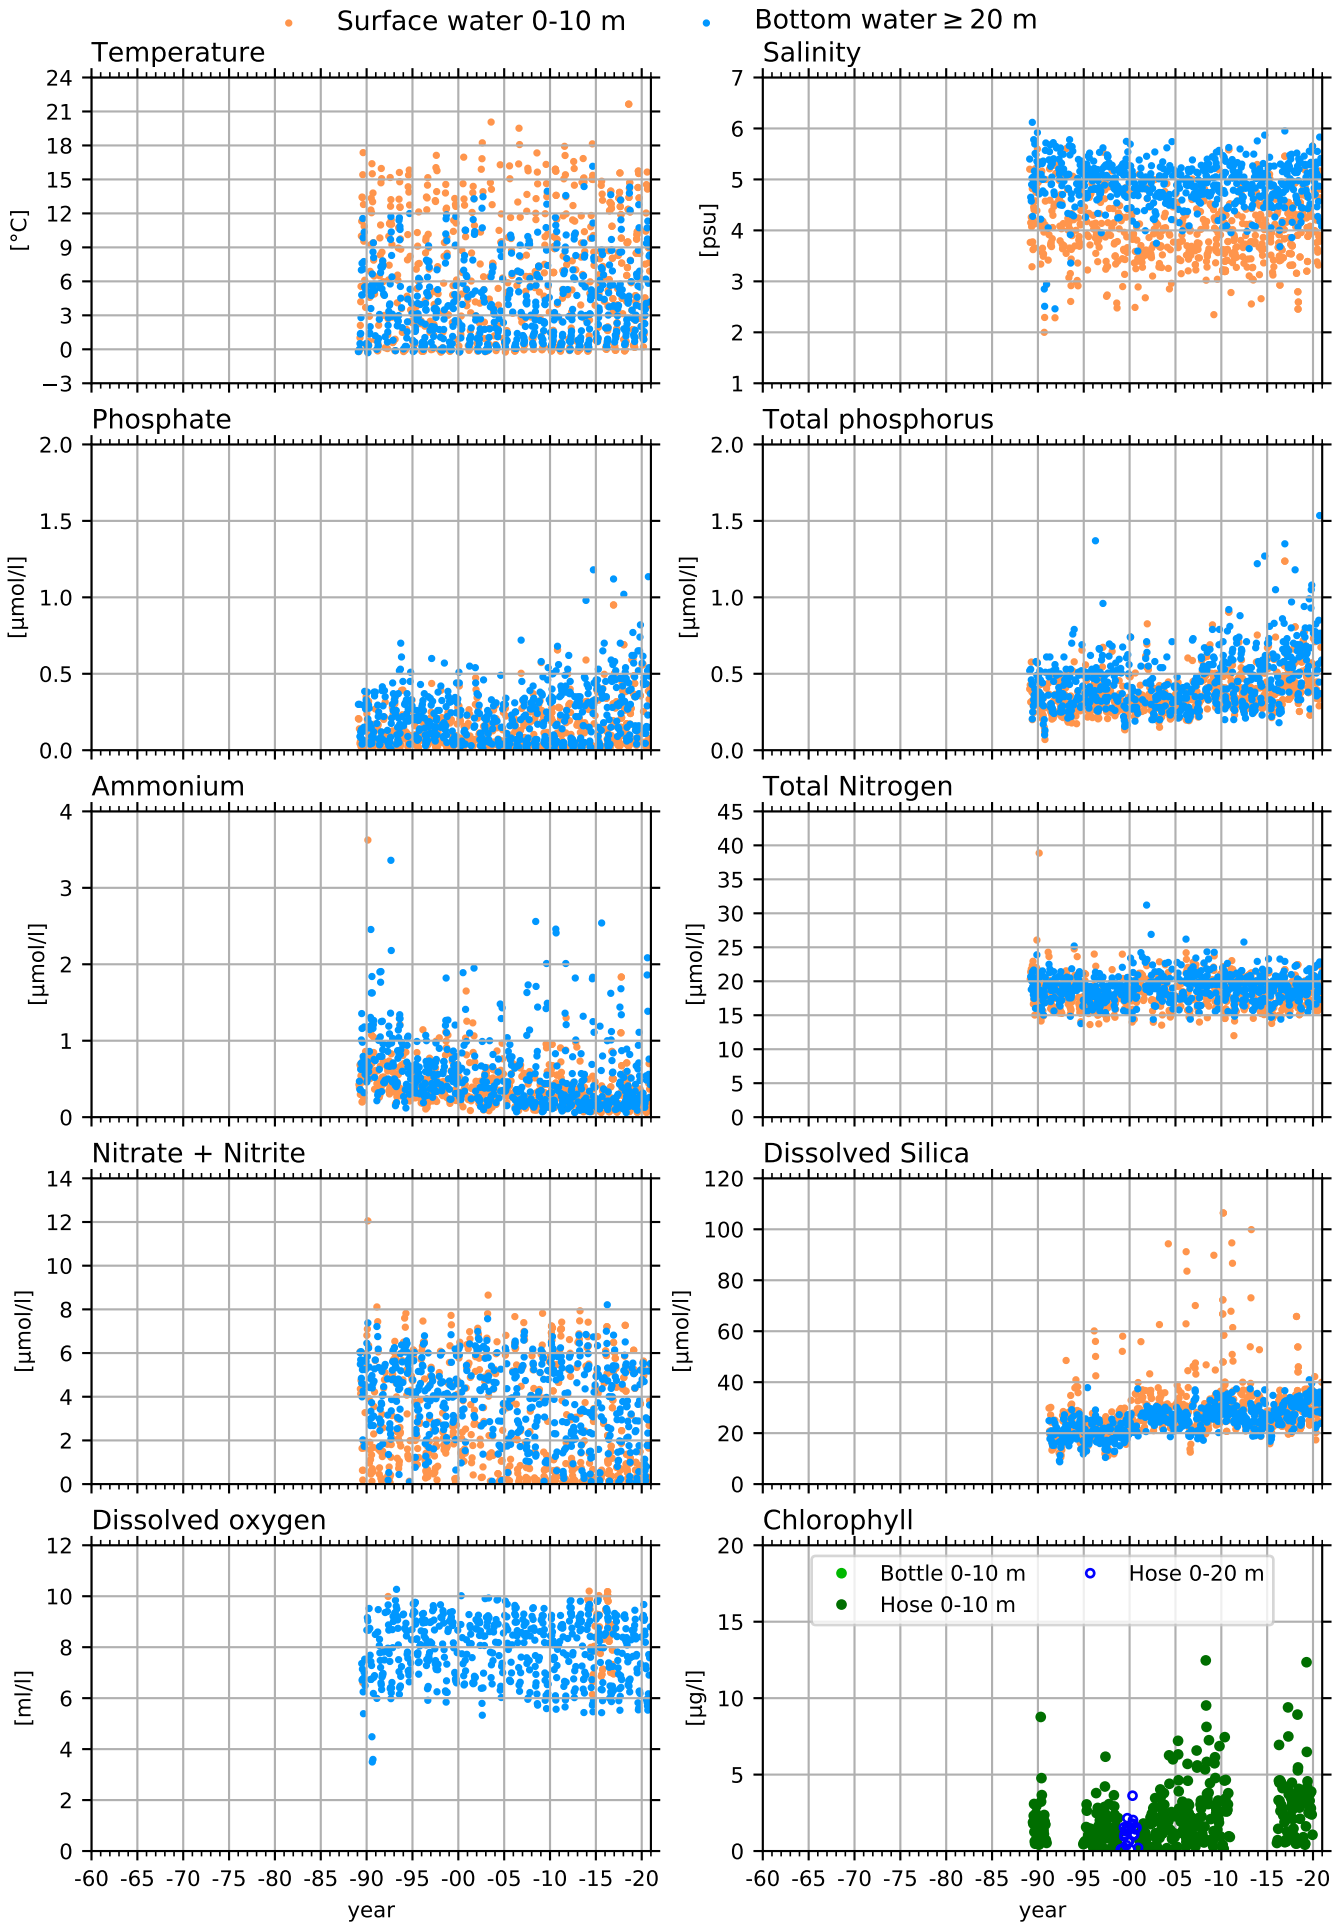 Surface water 0-10 m
Bottom water ≥ 20 m
Temperature
24
21
18
15
12
9
6
3
0
−3
[°C]
Salinity
7
6
5
4
3
2
1
[psu]
Phosphate
2.0
1.5
1.0
0.5
0.0
[µmol/l]
Total phosphorus
2.0
1.5
1.0
0.5
0.0
[µmol/l]
Ammonium
4
3
2
1
0
[µmol/l]
Total Nitrogen
45
40
35
30
25
20
15
10
5
0
[µmol/l]
Nitrate + Nitrite
14
12
10
8
6
4
2
0
[µmol/l]
Dissolved Silica
120
100
80
60
40
20
0
[µmol/l]
Dissolved oxygen
12
10
8
6
4
2
0
[ml/l]
-60 -65 -70 -75 -80 -85 -90 -95 -00 -05 -10 -15 -20
year
Chlorophyll
Bottle 0-10 m
Hose 0-10 m
Hose 0-20 m
20
15
10
5
0
[µg/l]
-60 -65 -70 -75 -80 -85 -90 -95 -00 -05 -10 -15 -20
year